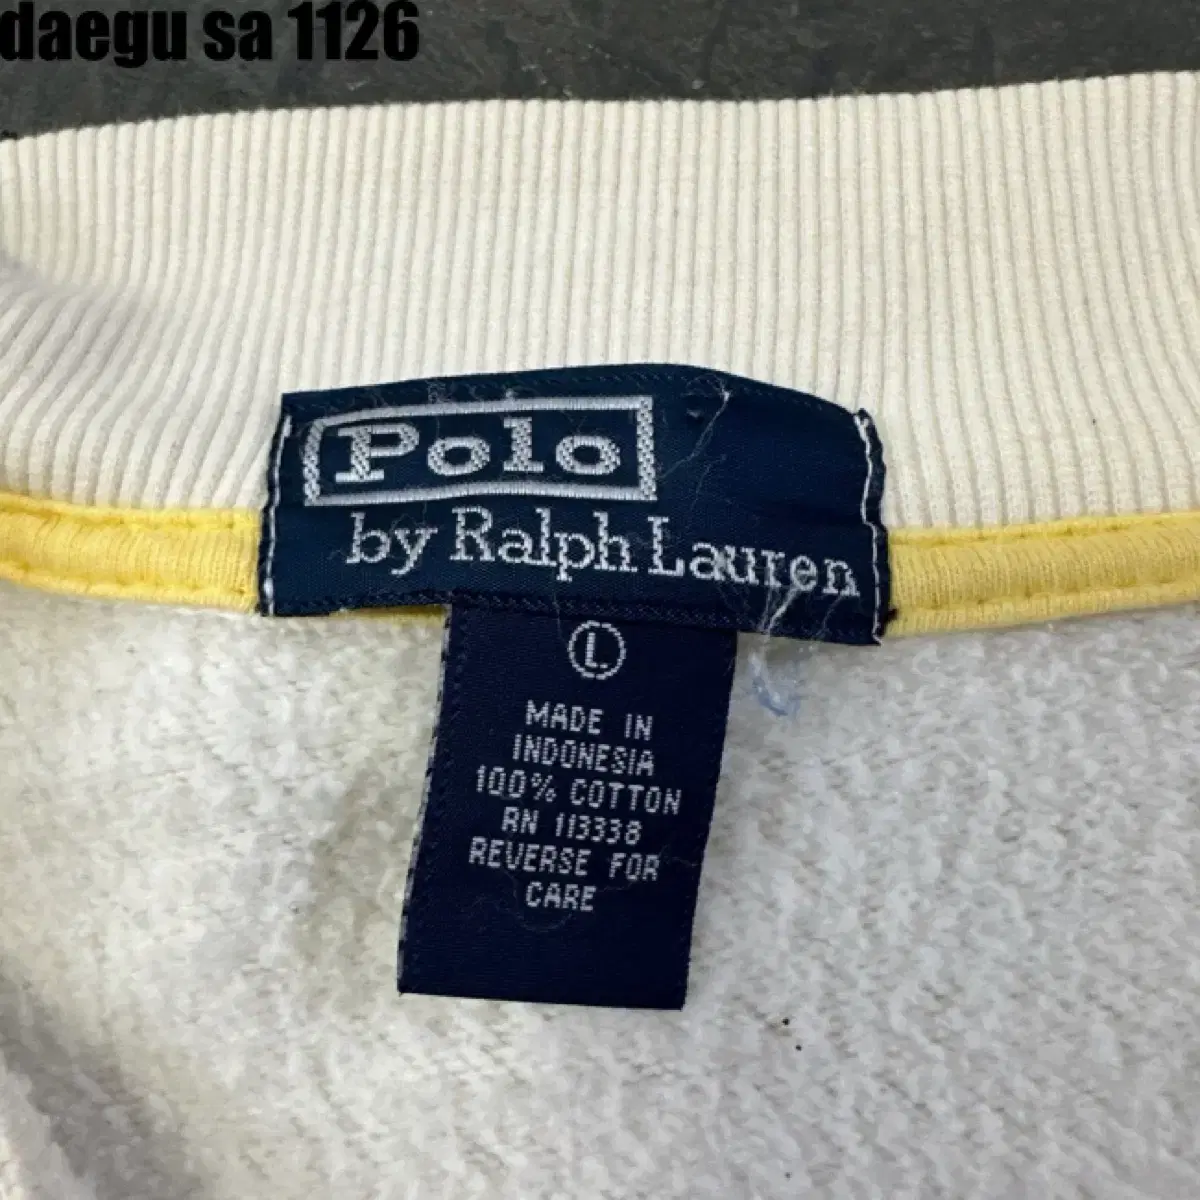 daegu sa 1126
Polo
by Ralph Lauren
L
MADE IN
INDONESIA
100% COTTON
RN 113338
REVERSE FOR
CARE